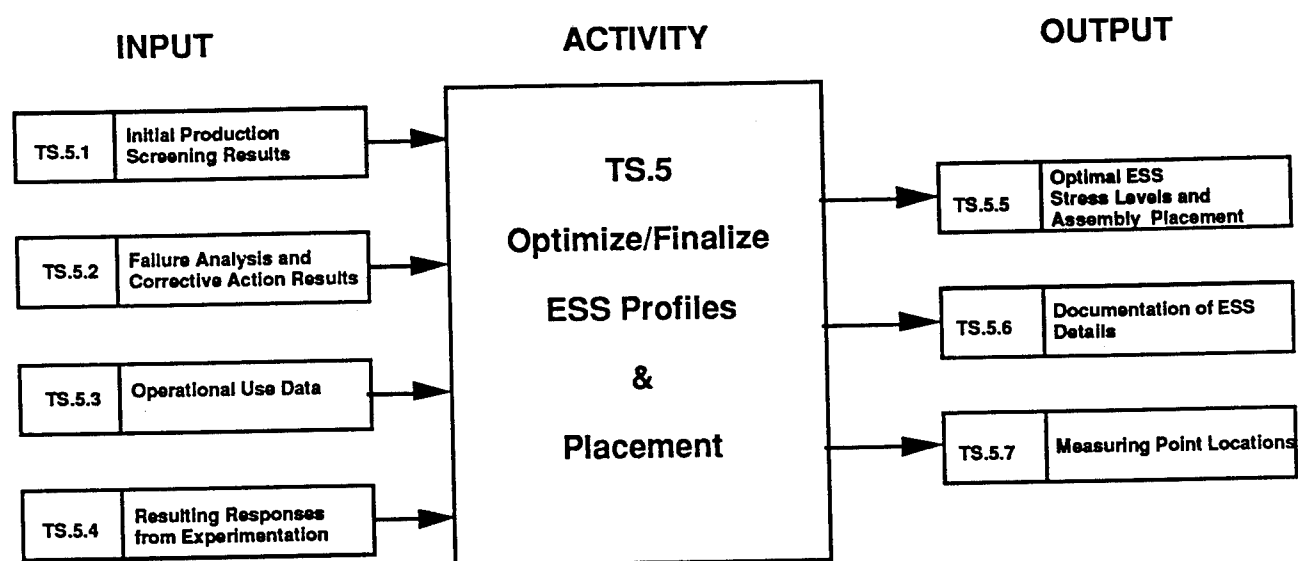 INPUT
ACTIVITY
OUTPUT
TS.5.1
Initial Production
Screening Results
TS.5.2
Failure Analysis and
Corrective Action Results
TS.5.3
Operational Use Data
TS.5.4
Resulting Responses
from Experimentation
TS.5
Optimize/Finalize
ESS Profiles
&
Placement
TS.5.5
Optimal ESS
Stress Levels and
Assembly Placement
TS.5.6
Documentation of ESS
Details
TS.5.7
Measuring Point Locations